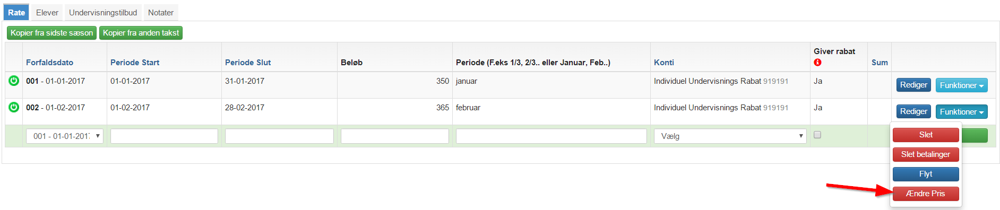 Rate Elever Undervisningstilbud Notater
Kopier fra sidste sæson Kopier fra anden takst
Forfaldsdato Periode Start Periode Slut Beløb Periode (F.eks 1/3, 2/3.. eller Januar, Feb..) Konti Giver rabat Sum
001 - 01-01-2017 01-01-2017 31-01-2017 350 januar Individuel Undervisnings Rabat 919191 Ja Rediger Funktioner
002 - 01-02-2017 01-02-2017 28-02-2017 365 februar Individuel Undervisnings Rabat 919191 Ja Rediger Funktioner
001 - 01-01-2017 Vælg
Slet
Slet betalinger
Flyt
Ændre Pris